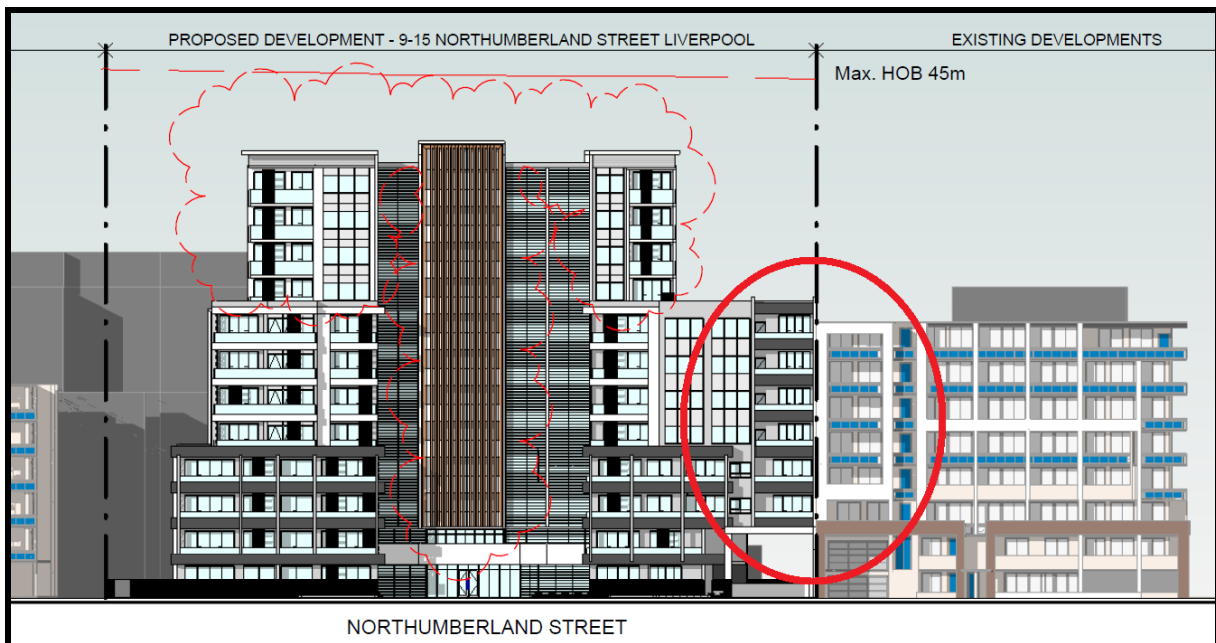 PROPOSED DEVELOPMENT - 9-15 NORTHUMBERLAND STREET LIVERPOOL
EXISTING DEVELOPMENTS
Max. HOB 45m
NORTHUMBERLAND STREET